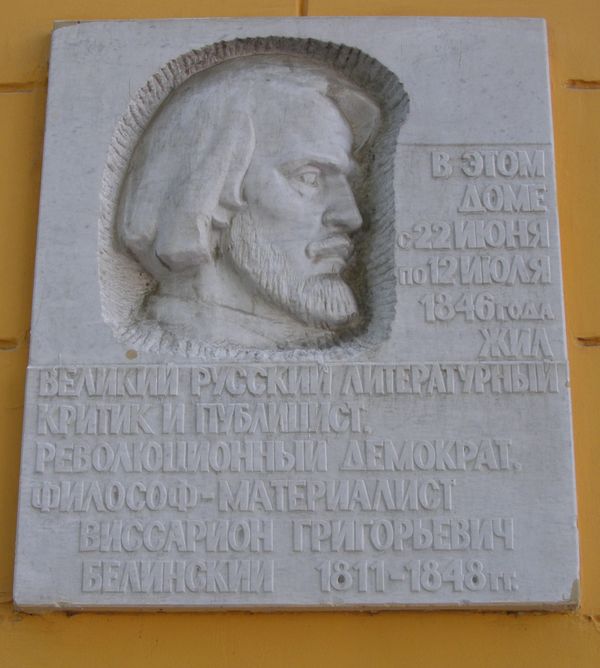 В ЭТОМ
ДОМЕ
с 22 ИЮНЯ
по 12 ИЮЛЯ
1846 года
ЖИЛ
ВЕЛИКИЙ РУССКИЙ ЛИТЕРАТУРНЫЙ
КРИТИК И ПУБЛИЦИСТ,
РЕВОЛЮЦИОННЫЙ ДЕМОКРАТ,
ФИЛОСОФ-МАТЕРИАЛИСТ
ВИССАРИОН ГРИГОРЬЕВИЧ
БЕЛИНСКИЙ 1811-1848 гг.